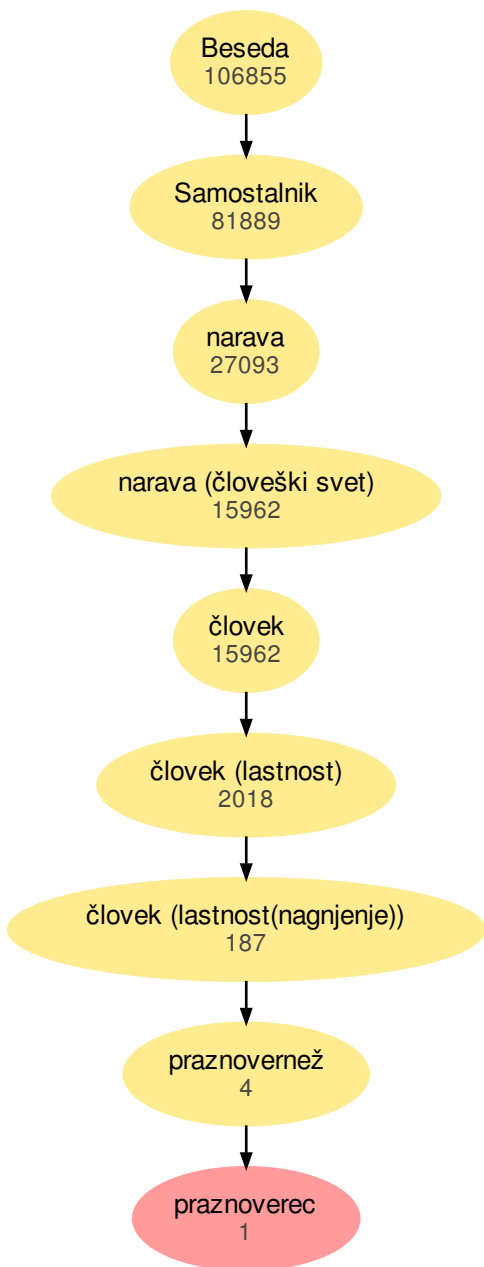 Beseda
106855
Samostalnik
81889
narava
27093
narava (človeški svet)
15962
človek
15962
človek (lastnost)
2018
človek (lastnost(nagnjenje))
187
praznovernež
4
praznoverec
1